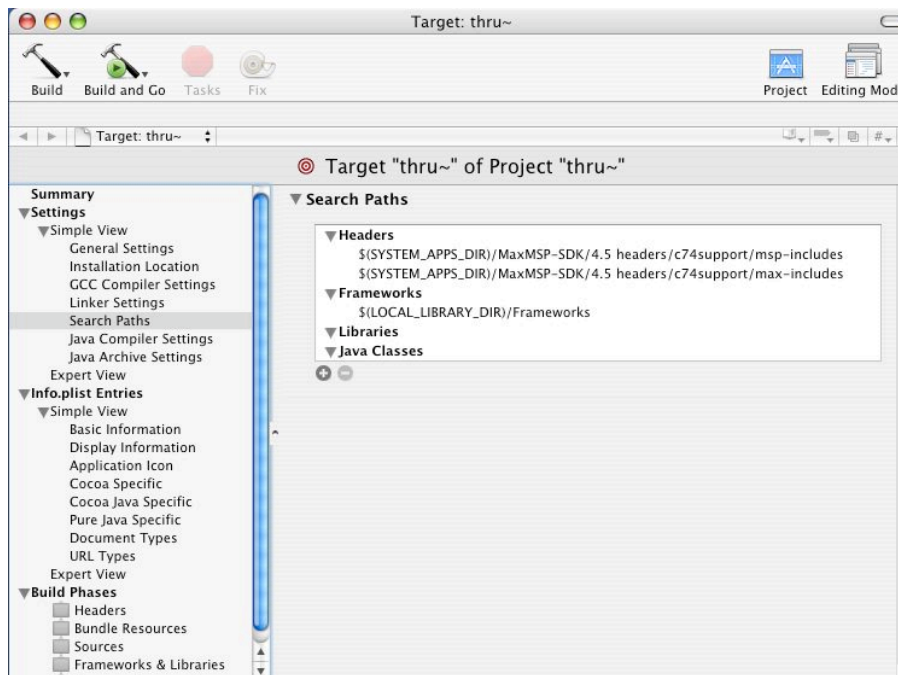 Target: thru~
Build
Build and Go
Tasks
Fix
Project
Editing Mod
Target: thru~
#
Target "thru~" of Project "thru~"
Summary
Settings
Simple View
General Settings
Installation Location
GCC Compiler Settings
Linker Settings
Search Paths
Java Compiler Settings
Java Archive Settings
Expert View
Info.plist Entries
Simple View
Basic Information
Display Information
Application Icon
Cocoa Specific
Cocoa Java Specific
Pure Java Specific
Document Types
URL Types
Expert View
Build Phases
Headers
Bundle Resources
Sources
Frameworks & Libraries
Search Paths
Headers
$(SYSTEM_APPS_DIR)/MaxMSP-SDK/4.5 headers/c74support/msp-includes
$(SYSTEM_APPS_DIR)/MaxMSP-SDK/4.5 headers/c74support/max-includes
Frameworks
$(LOCAL_LIBRARY_DIR)/Frameworks
Libraries
Java Classes